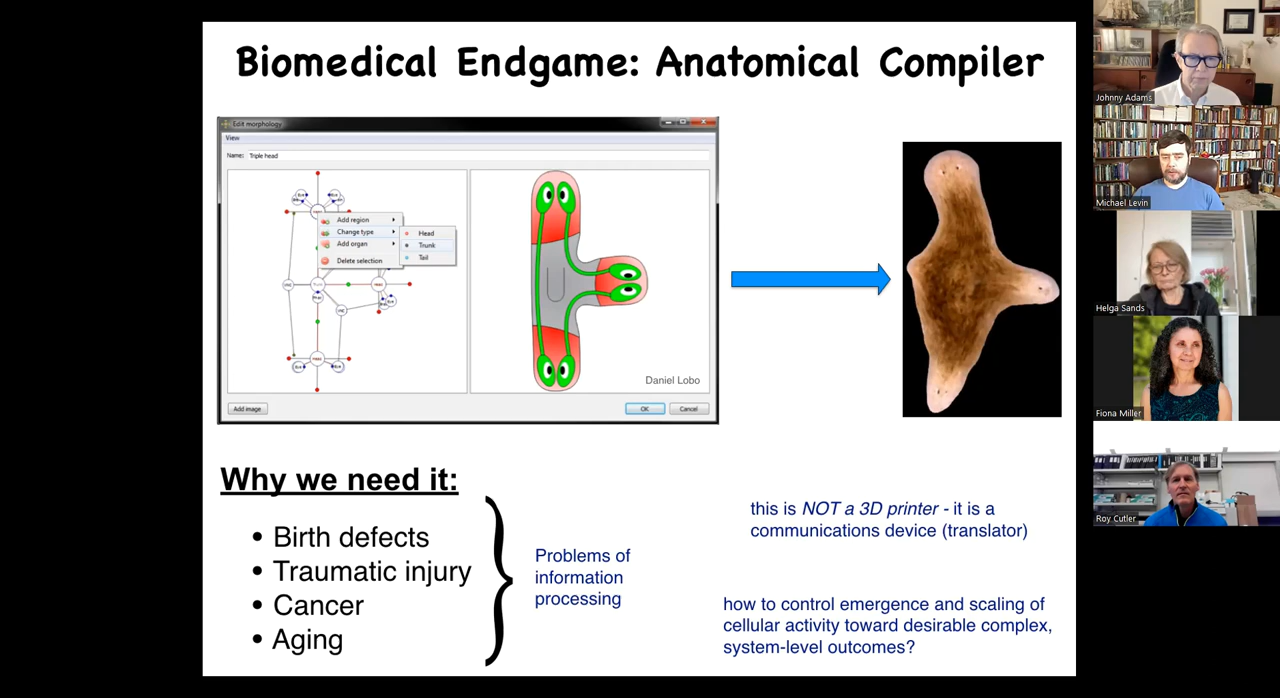 Biomedical Endgame: Anatomical Compiler
Edit morphology
View
Name: Triple head
Add region
Change type
Add organ
Delete selection
Head
Trunk
Tail
Daniel Lobo
Add image
OK
Cancel
Why we need it:
• Birth defects
• Traumatic injury
• Cancer
• Aging
Problems of
information
processing
this is NOT a 3D printer - it is a
communications device (translator)
how to control emergence and scaling of
cellular activity toward desirable complex,
system-level outcomes?
Johnny Adams
Michael Levin
Helga Sands
Fiona Miller
Roy Cutler